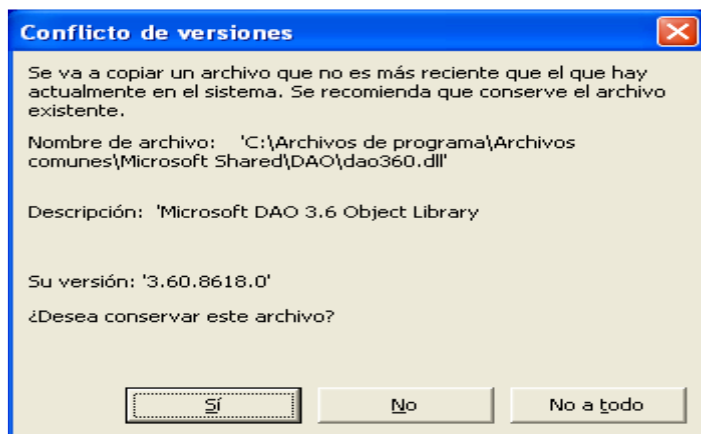 Conflicto de versiones
Se va a copiar un archivo que no es más reciente que el que hay
actualmente en el sistema. Se recomienda que conserve el archivo
existente.
Nombre de archivo: 'C:\Archivos de programa\Archivos
comunes\Microsoft Shared\DAO\dao360.dll'
Descripción: 'Microsoft DAO 3.6 Object Library
Su versión: '3.60.8618.0'
¿Desea conservar este archivo?
Sí No No a todo